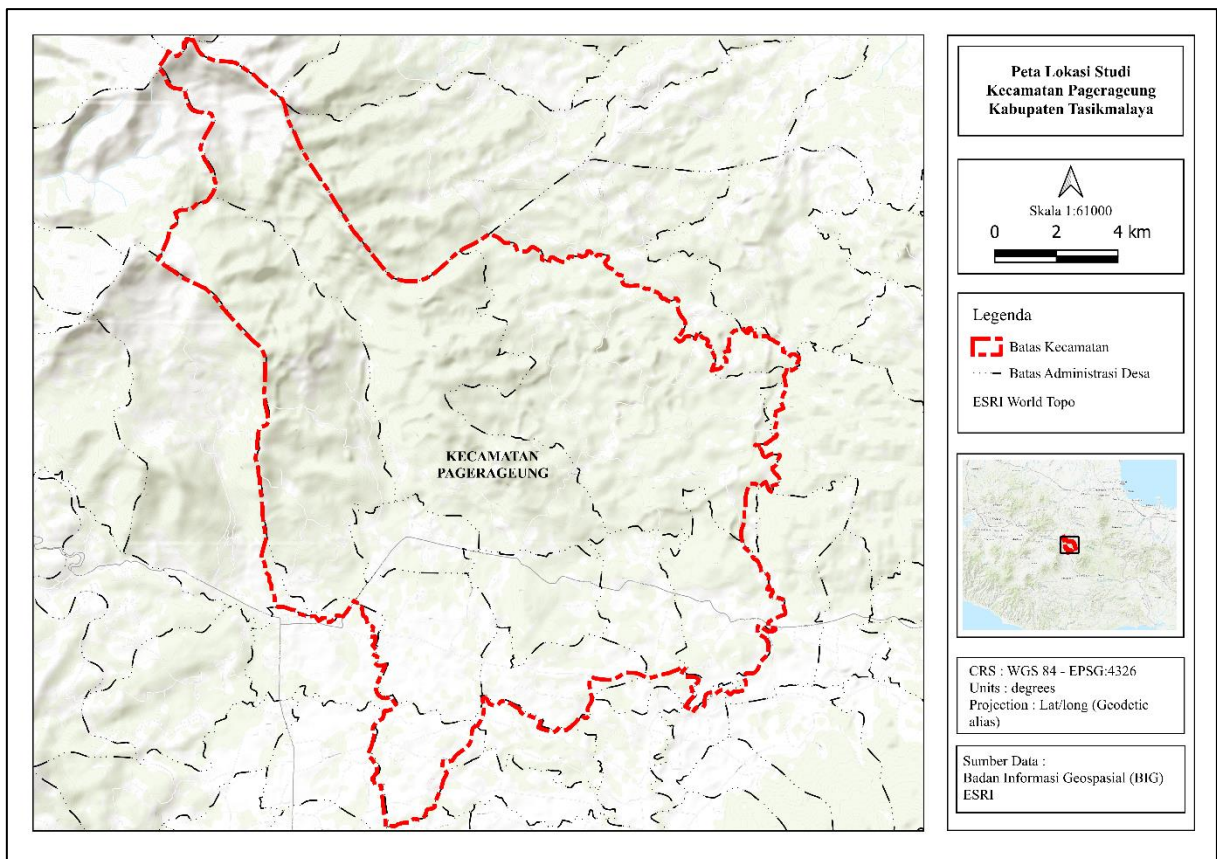 KECAMATAN
PAGERAGEUNG
Peta Lokasi Studi
Kecamatan Pagerageung
Kabupaten Tasikmalaya
Skala 1:61000
0 2 4 km
Legenda
Batas Kecamatan
Batas Administrasi Desa
ESRI World Topo
CRS : WGS 84 - EPSG:4326
Units : degrees
Projection : Lat/long (Geodetic
alias)
Sumber Data :
Badan Informasi Geospasial (BIG)
ESRI